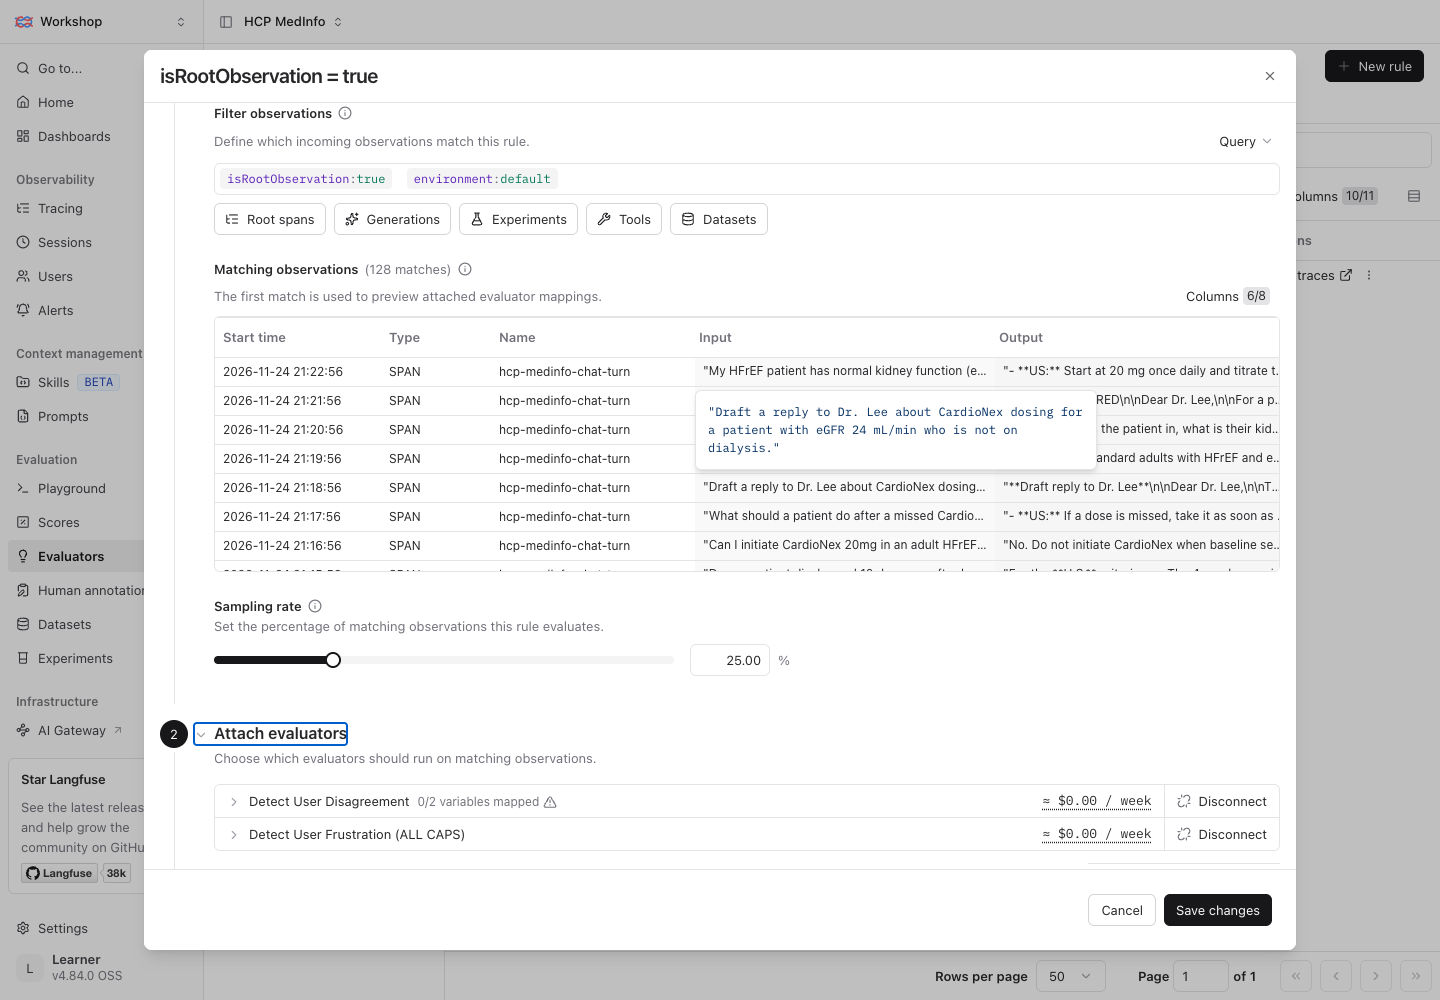 Workshop
HCP MedInfo
Go to...
Home
Dashboards
Observability
Tracing
Sessions
Users
Alerts
Context management
Skills BETA
Prompts
Evaluation
Playground
Scores
Evaluators
Human annotation
Datasets
Experiments
Infrastructure
AI Gateway
Star Langfuse
See the latest releas
and help grow the
community on GitHu
Langfuse 38k
Settings
L Learner
v4.84.0 OSS
New rule
olumns 10/11
ns
traces
isRootObservation = true
Filter observations
Define which incoming observations match this rule.
Query
isRootObservation:true environment:default
Root spans Generations Experiments Tools Datasets
Matching observations (128 matches)
The first match is used to preview attached evaluator mappings.
Columns 6/8
Start time Type Name Input Output
2026-11-24 21:22:56 SPAN hcp-medinfo-chat-turn "My HFrEF patient has normal kidney function (e... "- **US:** Start at 20 mg once daily and titrate t...
2026-11-24 21:21:56 SPAN hcp-medinfo-chat-turn RED\n\nDear Dr. Lee,\n\nFor a p...
2026-11-24 21:20:56 SPAN hcp-medinfo-chat-turn the patient in, what is their kid...
2026-11-24 21:19:56 SPAN hcp-medinfo-chat-turn andard adults with HFrEF and e...
"Draft a reply to Dr. Lee about CardioNex dosing for
a patient with eGFR 24 mL/min who is not on
dialysis."
2026-11-24 21:18:56 SPAN hcp-medinfo-chat-turn "Draft a reply to Dr. Lee about CardioNex dosing... "**Draft reply to Dr. Lee**\n\nDear Dr. Lee,\n\nT...
2026-11-24 21:17:56 SPAN hcp-medinfo-chat-turn "What should a patient do after a missed Cardio... "- **US:** If a dose is missed, take it as soon as .
2026-11-24 21:16:56 SPAN hcp-medinfo-chat-turn "Can I initiate CardioNex 20mg in an adult HFrEF... "No. Do not initiate CardioNex when baseline se...
Sampling rate
Set the percentage of matching observations this rule evaluates.
25.00 %
2 Attach evaluators
Choose which evaluators should run on matching observations.
Detect User Disagreement 0/2 variables mapped ≈ $0.00 / week Disconnect
Detect User Frustration (ALL CAPS) ≈ $0.00 / week Disconnect
Cancel Save changes
Rows per page 50 Page 1 of 1